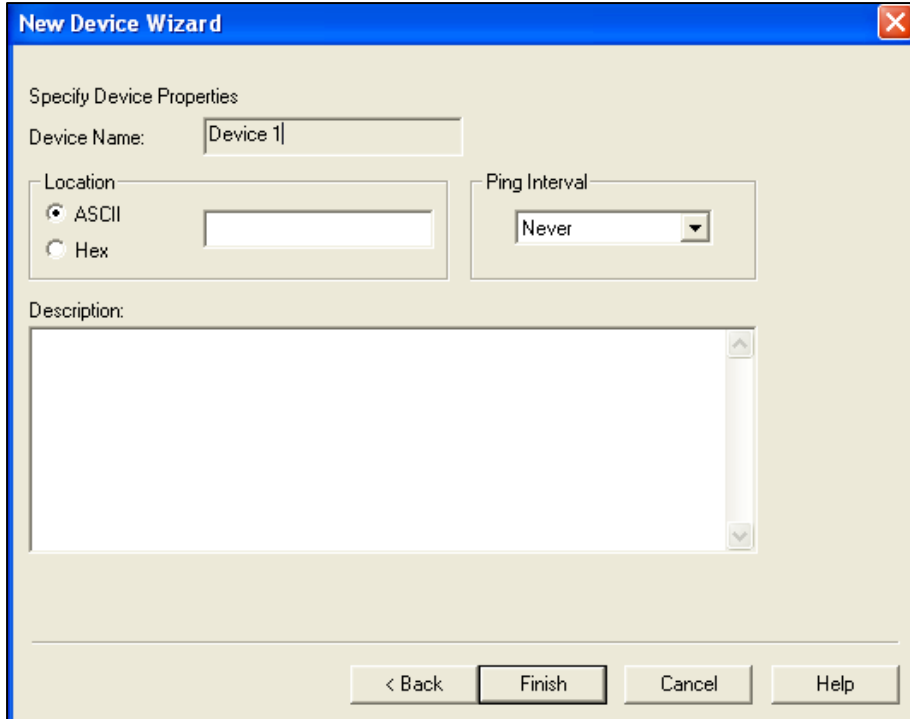 New Device Wizard
Specify Device Properties
Device Name: Device 1
Location
ASCII
Hex
Ping Interval
Never
Description:
< Back Finish Cancel Help